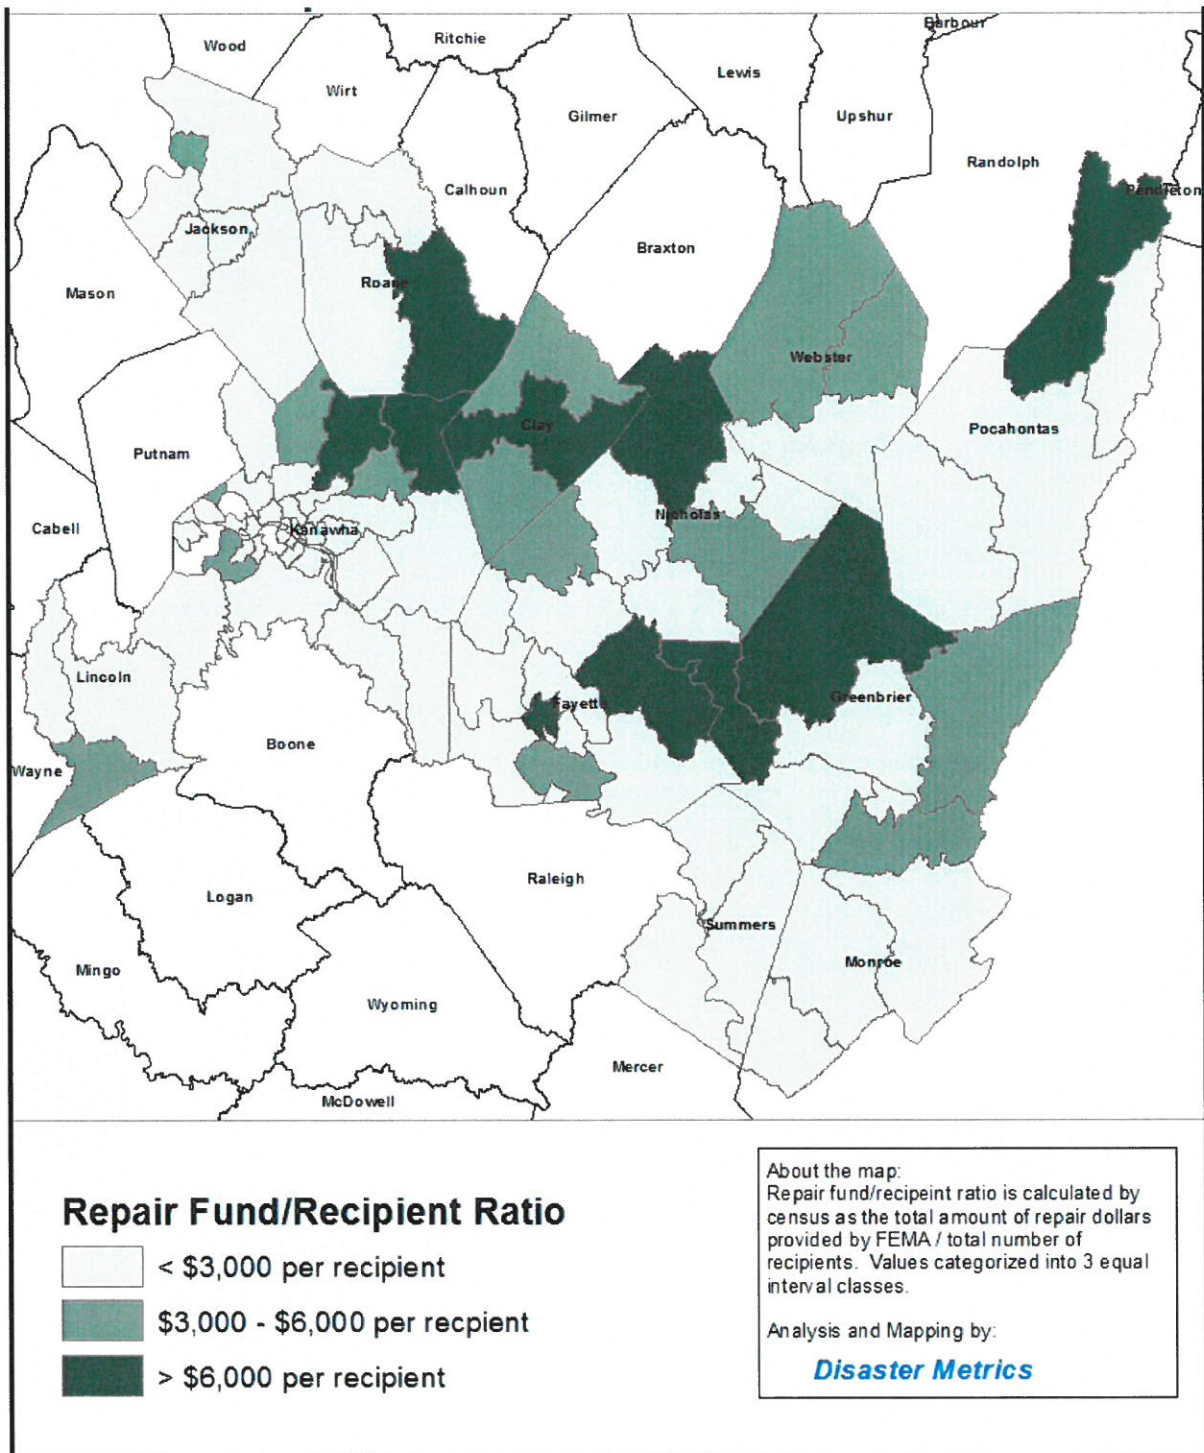 Barbour
Wood
Ritchie
Lewis
Wirt
Gilmer
Upshur
Randolph
Calhoun
Pendleton
Jackson
Braxton
Roane
Mason
Webster
Clay
Pocahontas
Putnam
Nicholas
Cabell
Kanawha
Lincoln
Fayette
Greenbrier
Boone
Wayne
Raleigh
Logan
Summers
Monroe
Mingo
Wyoming
Mercer
McDowell
Repair Fund/Recipient Ratio
< $3,000 per recipient
$3,000 - $6,000 per recpient
> $6,000 per recipient
About the map:
Repair fund/recipeint ratio is calculated by
census as the total amount of repair dollars
provided by FEMA / total number of
recipients. Values categorized into 3 equal
interval classes.
Analysis and Mapping by:
Disaster Metrics